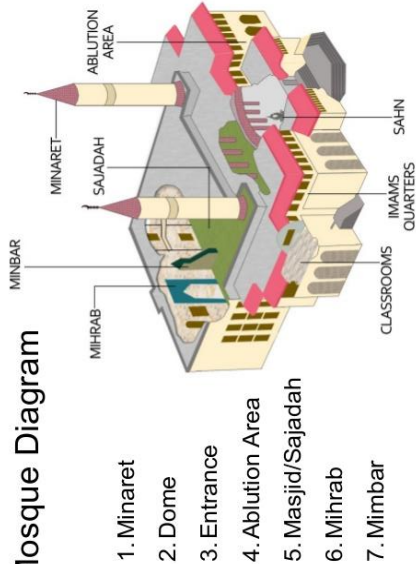 losque Diagram
1. Minaret
2. Dome
3. Entrance
4. Ablution Area
5. Masjid/Sajadah
6. Mihrab
7. Mimbar
MINBAR
MIHRAB
MINARET
SAJADAH
ABLUTION
AREA
CLASSROOMS
IMAMS
QUARTERS
SAHN